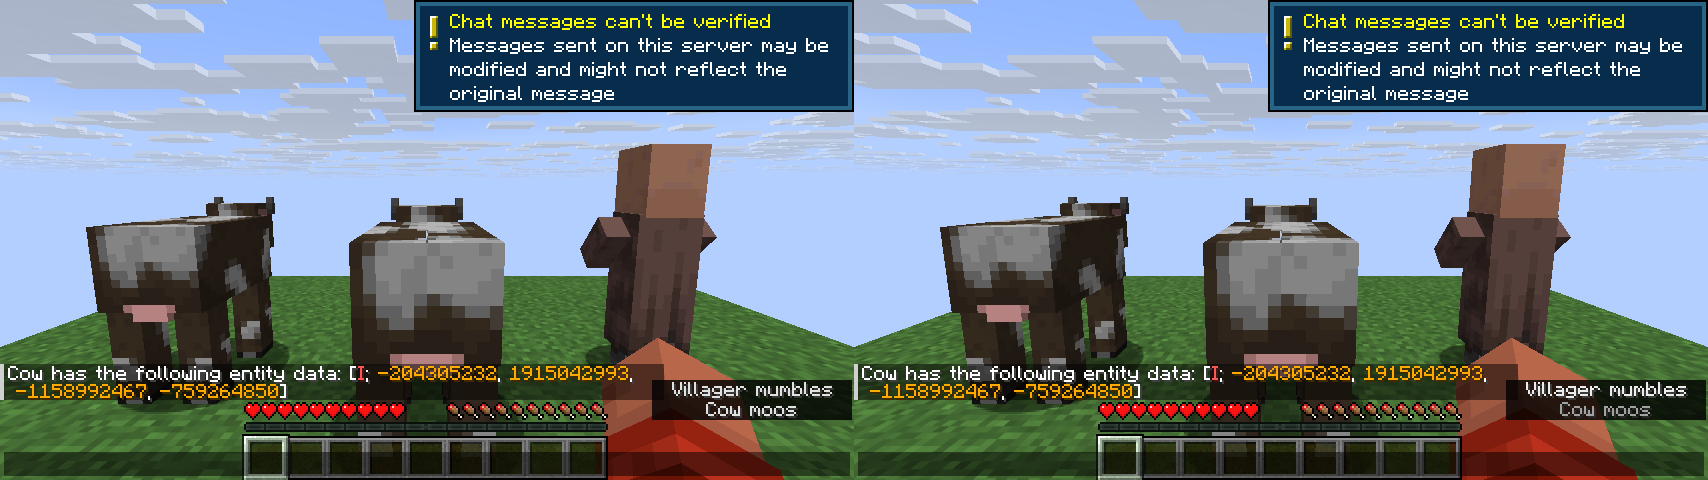 Chat messages can't be verified
Messages sent on this server may be
modified and might not reflect the
original message
Cow has the following entity data: [I; -204305232, 1915042993,
-1158992467, -759264850]
Villager mumbles
Cow moos
Chat messages can't be verified
Messages sent on this server may be
modified and might not reflect the
original message
Cow has the following entity data: [I; -204305232, 1915042993,
-1158992467, -759264850]
Villager mumbles
Cow moos